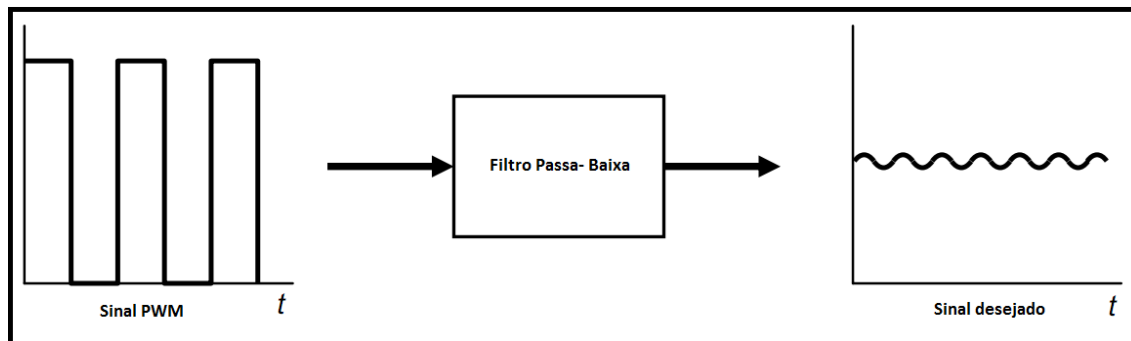 Filtro Passa- Baixa
Sinal PWM
t
Sinal desejado
t